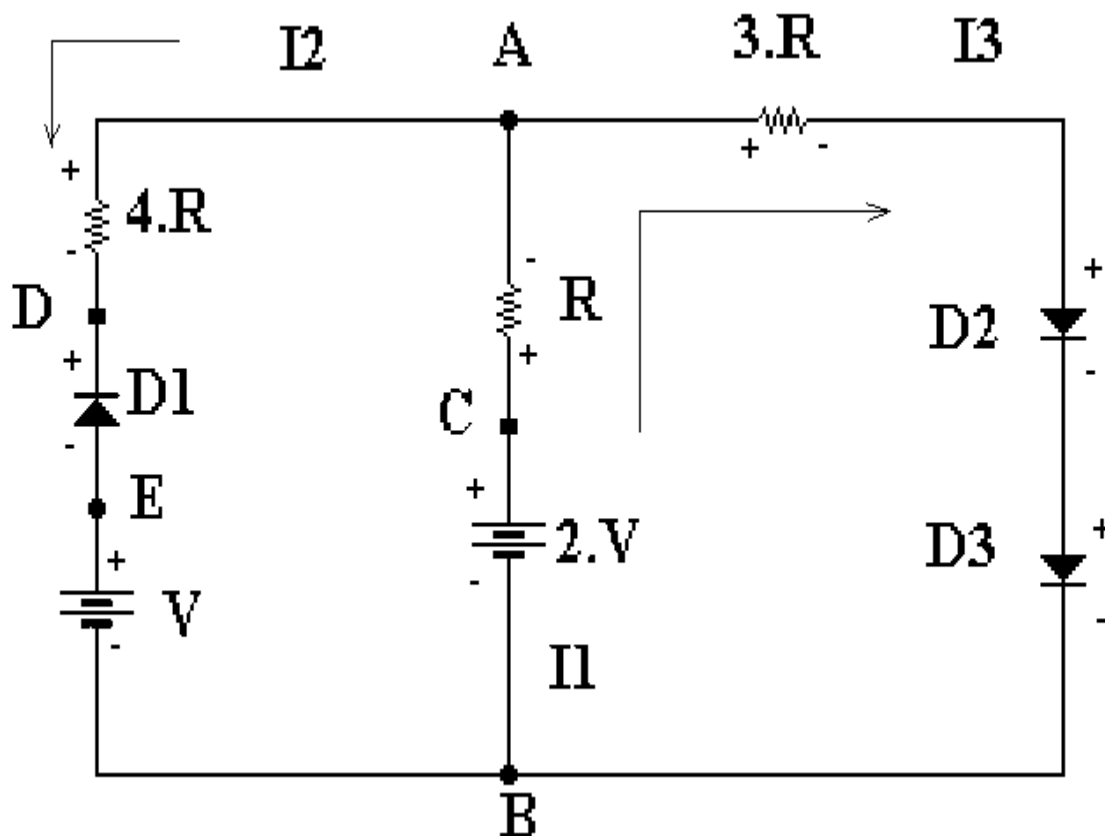 I2
A
3.R
I3
+
-
+
4.R
-
D
-
R
+
+
D2
-
+
D1
-
C
E
+
2.V
-
+
V
-
+
D3
-
I1
B